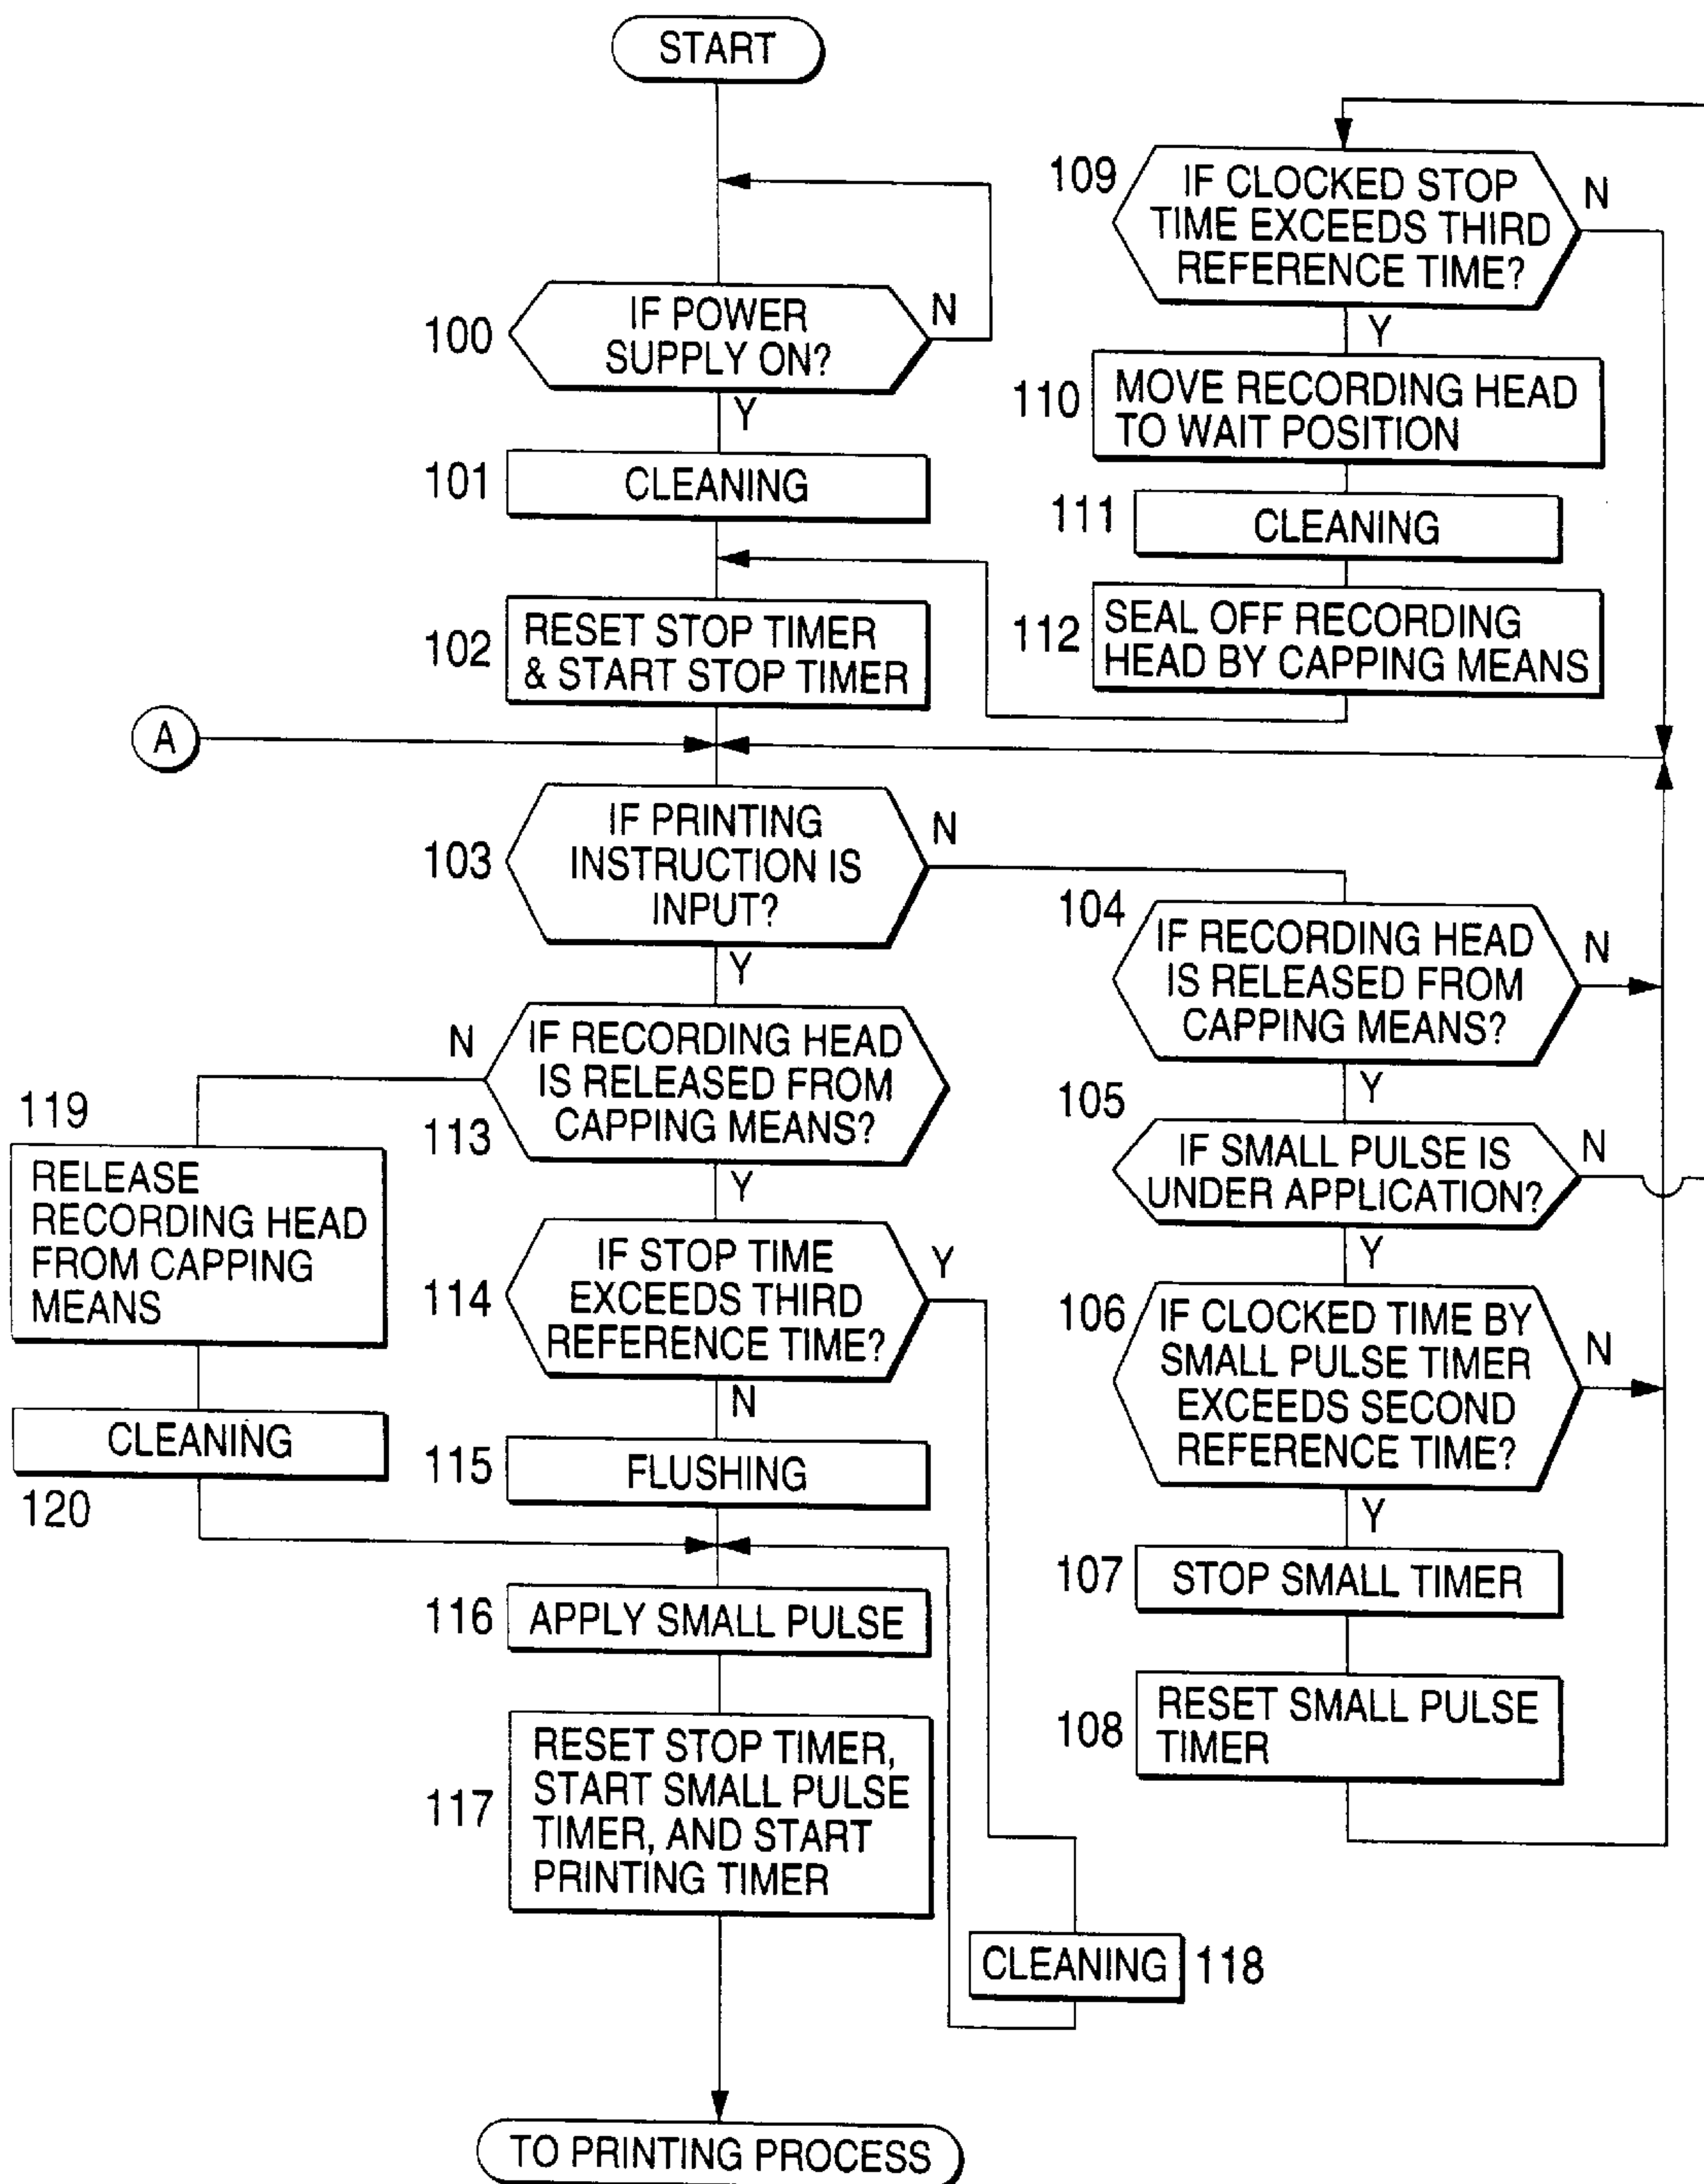 START
100
IF POWER
SUPPLY ON?
N
Y
101
CLEANING
102
RESET STOP TIMER
& START STOP TIMER
A
103
IF PRINTING
INSTRUCTION IS
INPUT?
N
Y
113
IF RECORDING HEAD
IS RELEASED FROM
CAPPING MEANS?
N
Y
119
RELEASE
RECORDING HEAD
FROM CAPPING
MEANS
CLEANING
120
114
IF STOP TIME
EXCEEDS THIRD
REFERENCE TIME?
Y
N
115
FLUSHING
116
APPLY SMALL PULSE
117
RESET STOP TIMER,
START SMALL PULSE
TIMER, AND START
PRINTING TIMER
CLEANING
118
TO PRINTING PROCESS
109
IF CLOCKED STOP
TIME EXCEEDS THIRD
REFERENCE TIME?
N
Y
110
MOVE RECORDING HEAD
TO WAIT POSITION
111
CLEANING
112
SEAL OFF RECORDING
HEAD BY CAPPING MEANS
104
IF RECORDING HEAD
IS RELEASED FROM
CAPPING MEANS?
N
Y
105
IF SMALL PULSE IS
UNDER APPLICATION?
N
Y
106
IF CLOCKED TIME BY
SMALL PULSE TIMER
EXCEEDS SECOND
REFERENCE TIME?
N
Y
107
STOP SMALL TIMER
108
RESET SMALL PULSE
TIMER